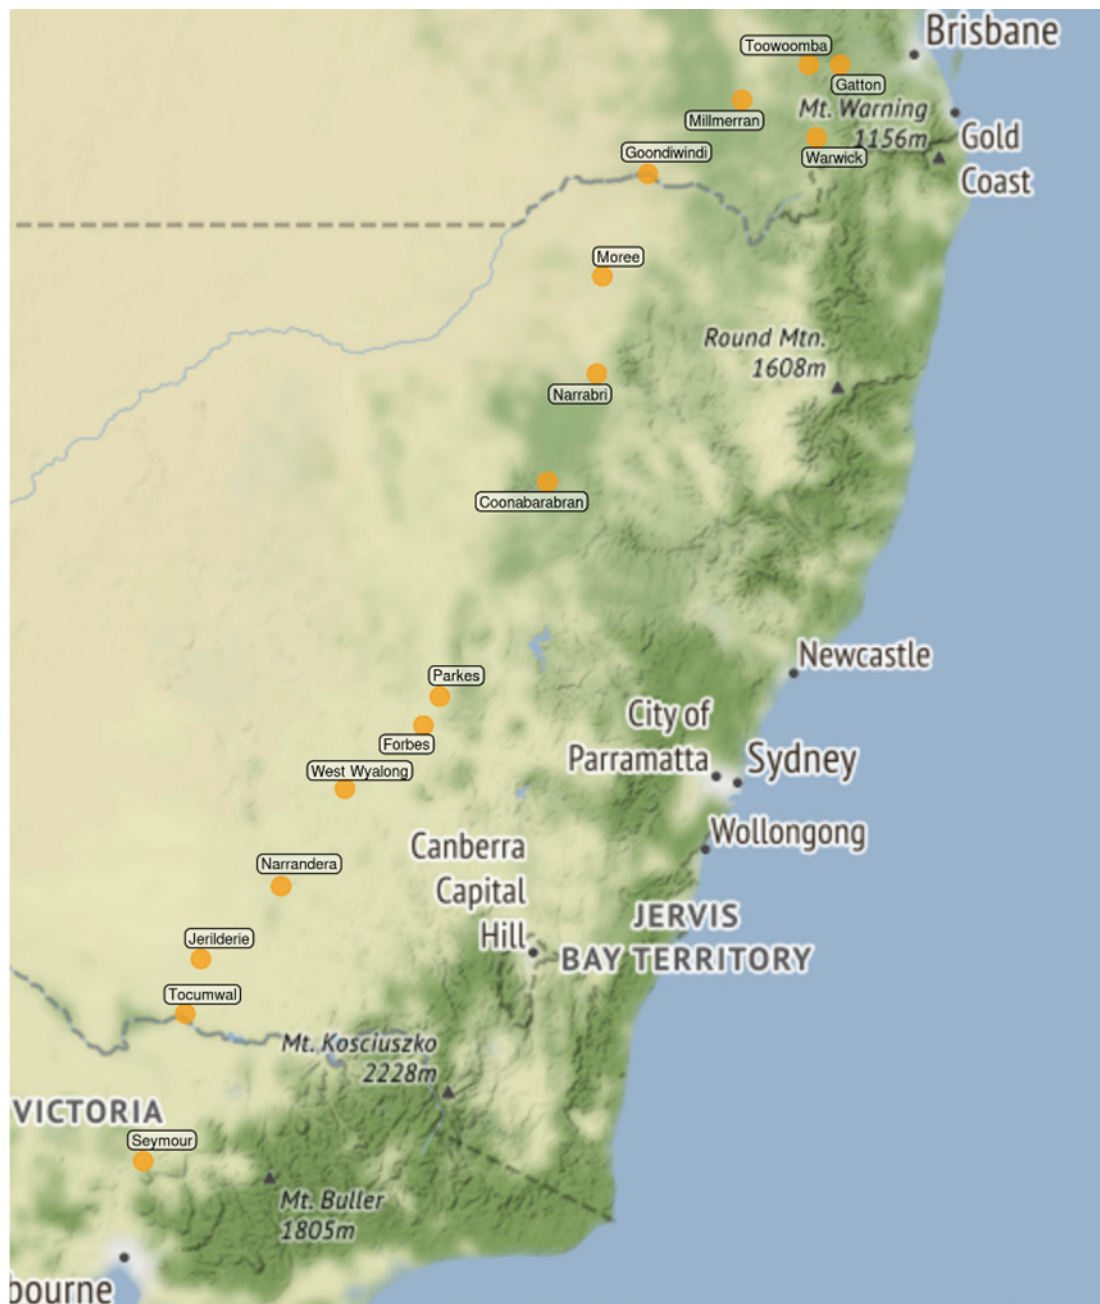 Brisbane
Toowoomba
Gatton
Millmerran
Mt. Warning
1156m
Gold
Coast
Goondiwindi
Warwick
Moree
Round Mtn.
1608m
Narrabri
Coonabarabran
Newcastle
Parkes
City of
Parramatta
Forbes
Sydney
West Wyalong
Wollongong
Canberra
Capital
Hill
Narrandera
JERVIS
BAY TERRITORY
Jerilderie
Tocumwal
Mt. Kosciuszko
2228m
VICTORIA
Seymour
Mt. Buller
1805m
bourne